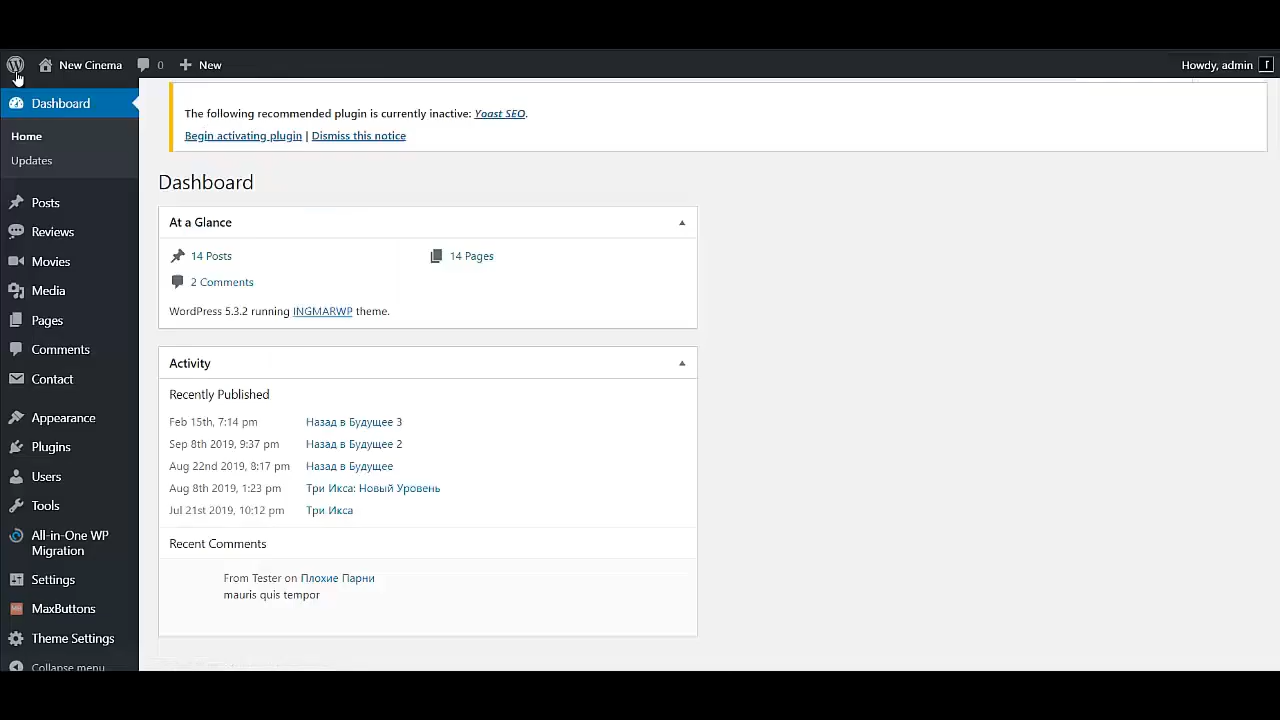 New Cinema 0 New Howdy, admin
Dashboard
Home
Updates
Posts
Reviews
Movies
Media
Pages
Comments
Contact
Appearance
Plugins
Users
Tools
All-in-One WP
Migration
Settings
MaxButtons
Theme Settings
Collapse menu
The following recommended plugin is currently inactive: Yoast SEO.
Begin activating plugin | Dismiss this notice
Dashboard
At a Glance
14 Posts 14 Pages
2 Comments
WordPress 5.3.2 running INGMARWP theme.
Activity
Recently Published
Feb 15th, 7:14 pm Назад в Будущее 3
Sep 8th 2019, 9:37 pm Назад в Будущее 2
Aug 22nd 2019, 8:17 pm Назад в Будущее
Aug 8th 2019, 1:23 pm Три Икса: Новый Уровень
Jul 21st 2019, 10:12 pm Три Икса
Recent Comments
From Tester on Плохие Парни
mauris quis tempor